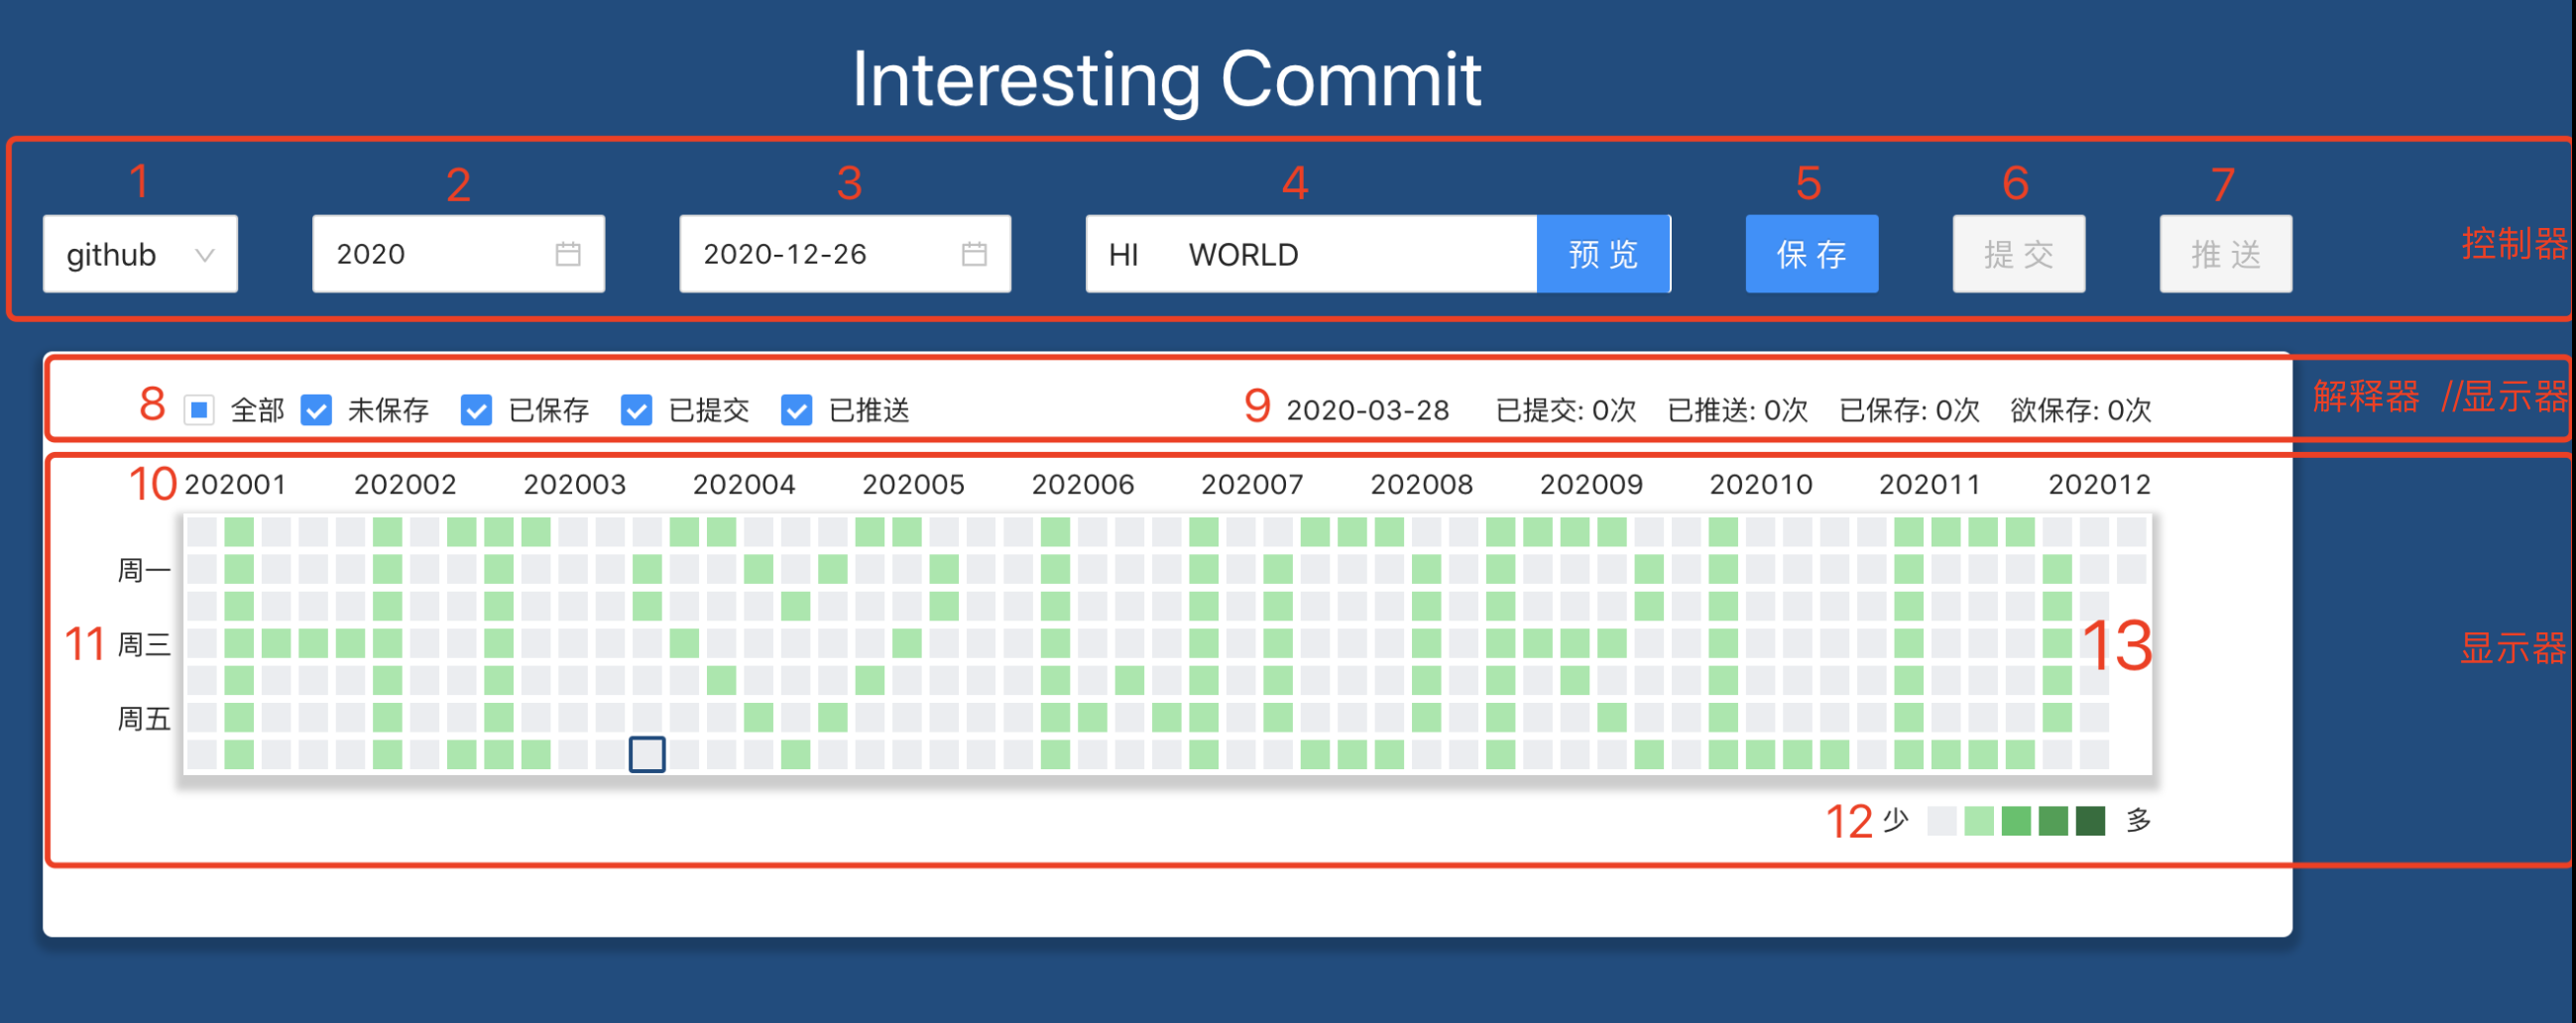 Interesting Commit
1 2 3 4 5 6 7
github 2020 2020-12-26 HI WORLD 预览 保存 提交 推送 控制器
8 全部 未保存 已保存 已提交 已推送 9 2020-03-28 已提交: 0次 已推送: 0次 已保存: 0次 欲保存: 0次 解释器 //显示器
10 202001 202002 202003 202004 202005 202006 202007 202008 202009 202010 202011 202012
周一
11 周三 13 显示器
周五
12 少 多